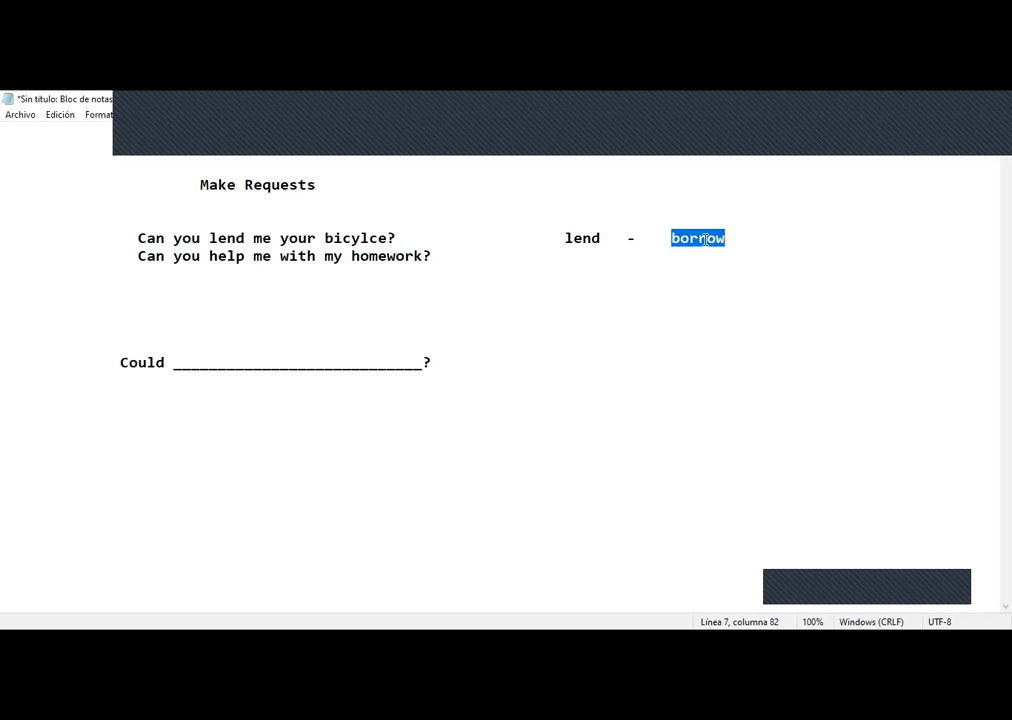 *Sin título: Bloc de notas
Archivo Edición Format
Make Requests
Can you lend me your bicylce? lend - borrow
Can you help me with my homework?
Could ____________________________?
Línea 7, columna 82 100% Windows (CRLF) UTF-8